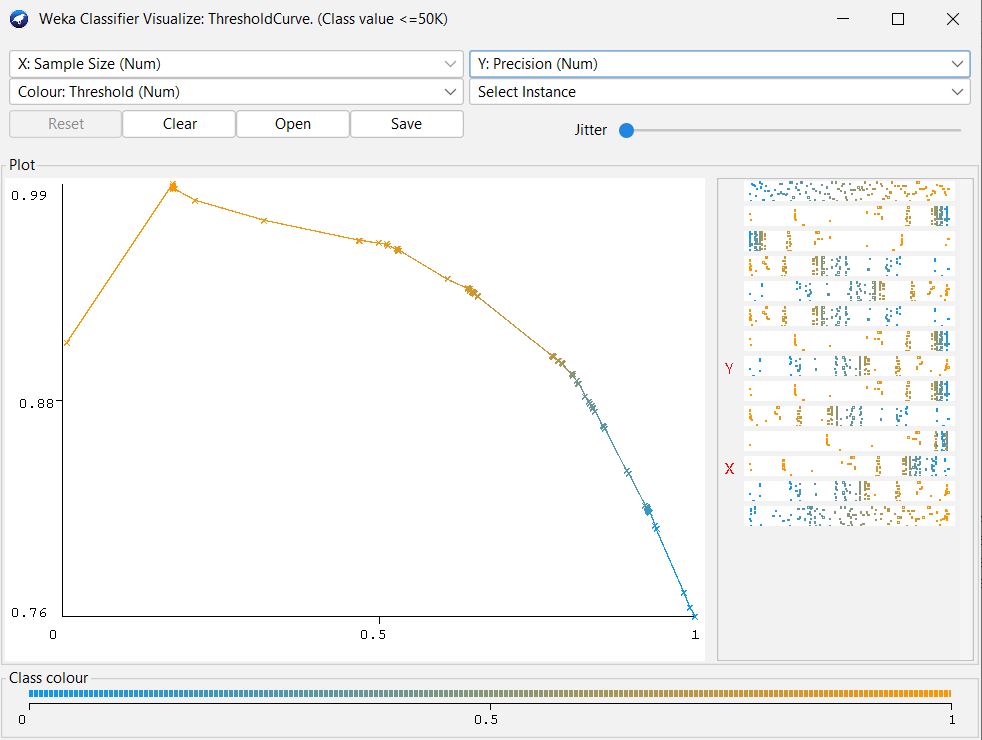 Weka Classifier Visualize: ThresholdCurve. (Class value <=50K)
X: Sample Size (Num) Y: Precision (Num)
Colour: Threshold (Num) Select Instance
Reset Clear Open Save Jitter
Plot
0.99
0.88
0.76
0 0.5 1
Y
X
Class colour
0 0.5 1